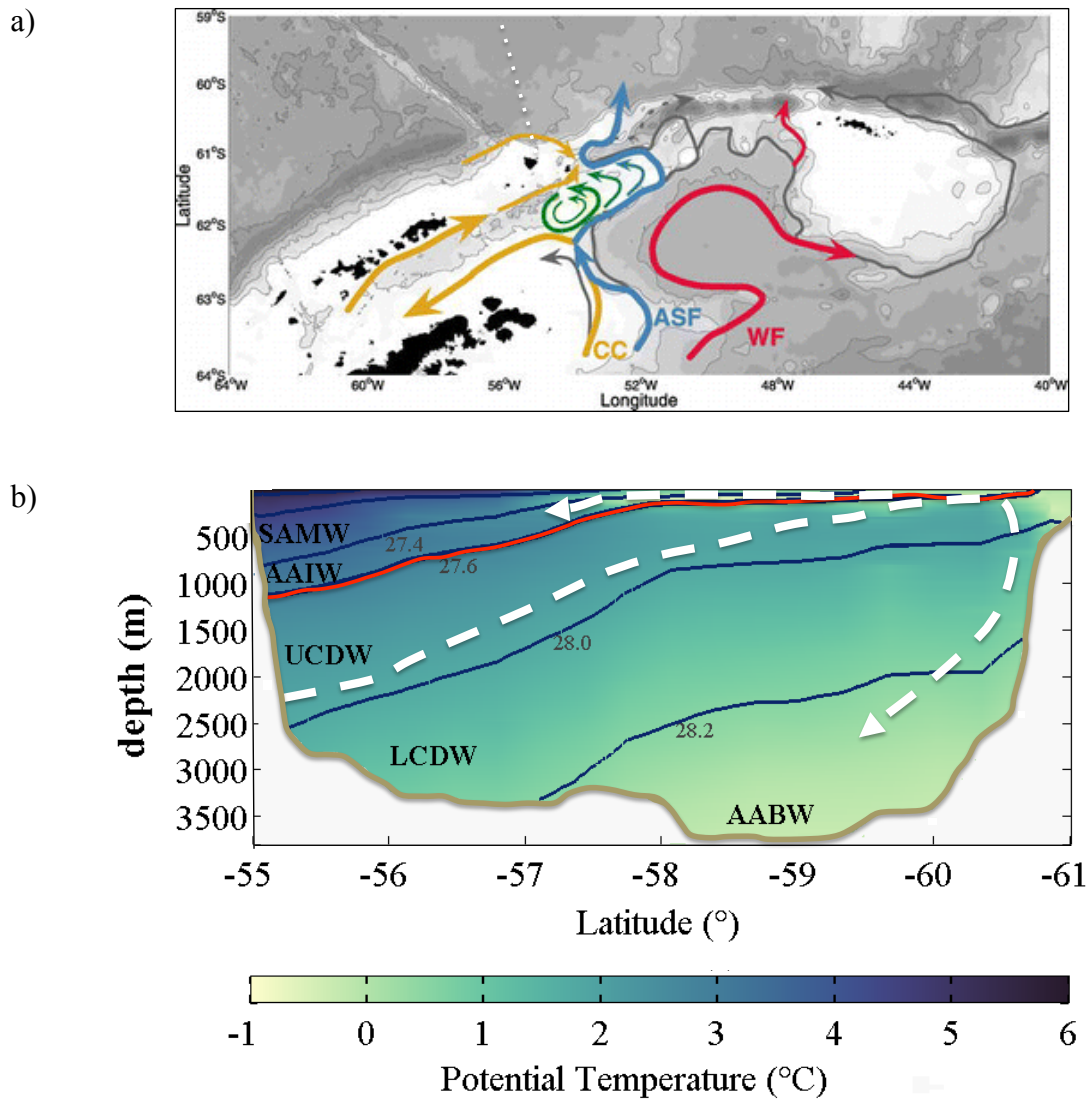 a)
59°S
60°S
61°S
62°S
63°S
64°S
Latitude
CC
ASF
WF
64°W
60°W
56°W
52°W
48°W
44°W
40°W
Longitude
b)
500
1000
1500
2000
2500
3000
3500
depth (m)
SAMW
27.4
AAIW
27.6
UCDW
28.0
28.2
LCDW
AABW
-55
-56
-57
-58
-59
-60
-61
Latitude (°)
-1
0
1
2
3
4
5
6
Potential Temperature (°C)